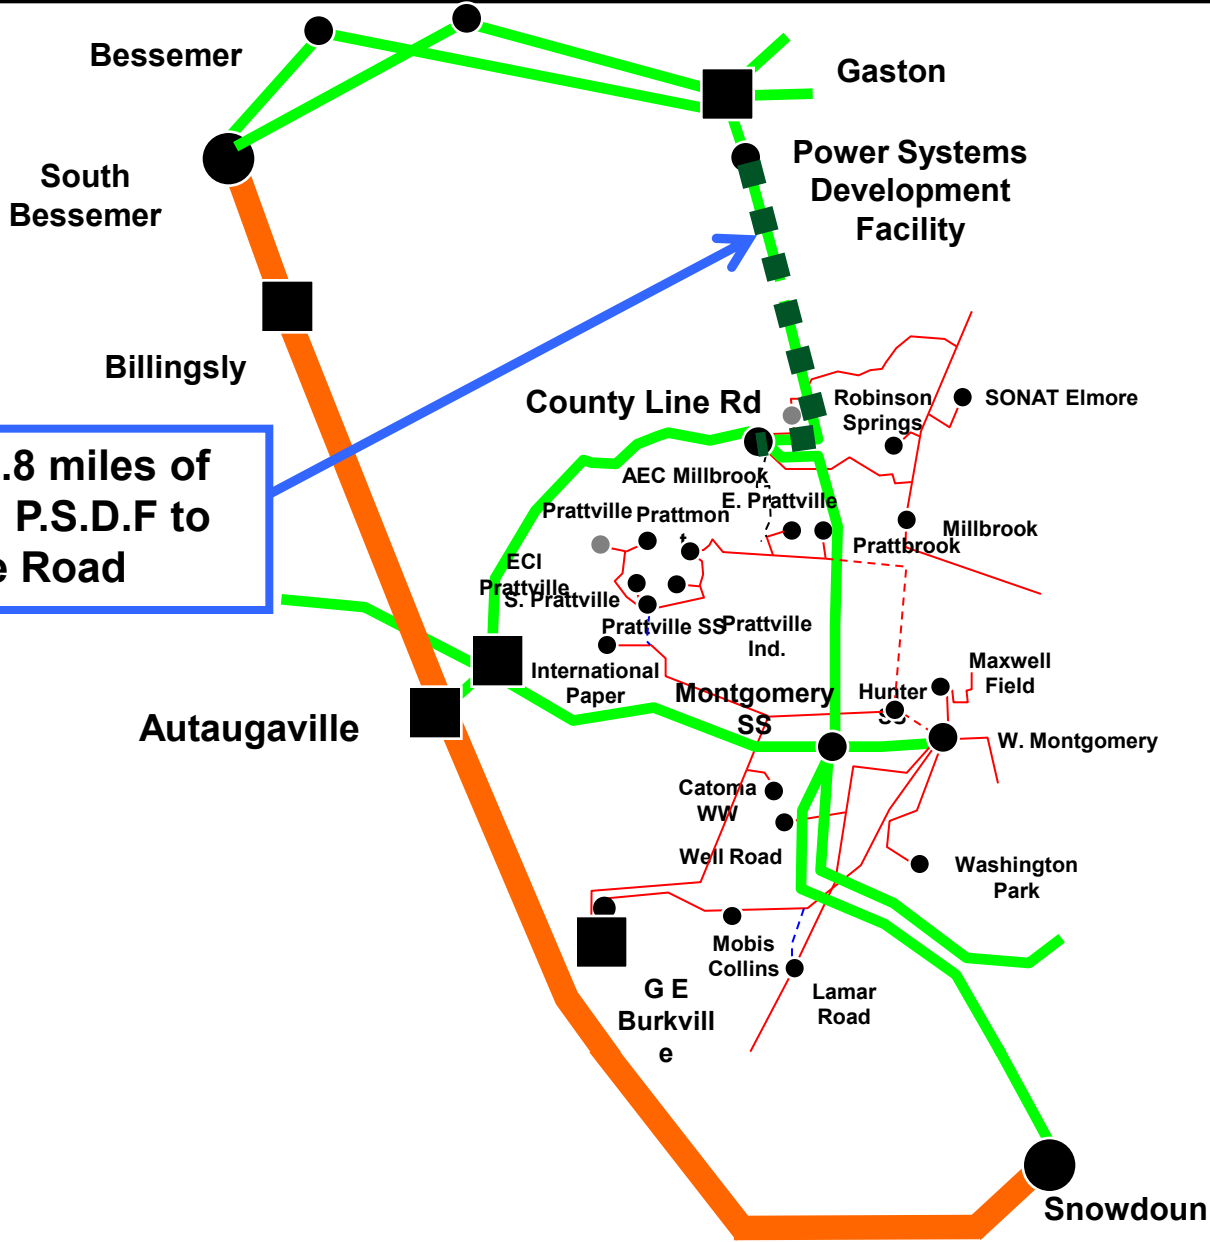 Bessemer
Gaston
Power Systems
Development
Facility
South
Bessemer
Billingsly
County Line Rd
Robinson
Springs
SONAT Elmore
.8 miles of
P.S.D.F to
e Road
AEC Millbrook
E. Prattville
Prattville
Prattmon
t
Millbrook
Prattbrook
ECI
Prattville
S. Prattville
Prattville SS
Prattville
Ind.
International
Paper
Maxwell
Field
Montgomery
SS
Hunter
SS
Autaugaville
W. Montgomery
Catoma
WW
Well Road
Washington
Park
Mobis
Collins
G E
Burkvill
e
Lamar
Road
Snowdoun